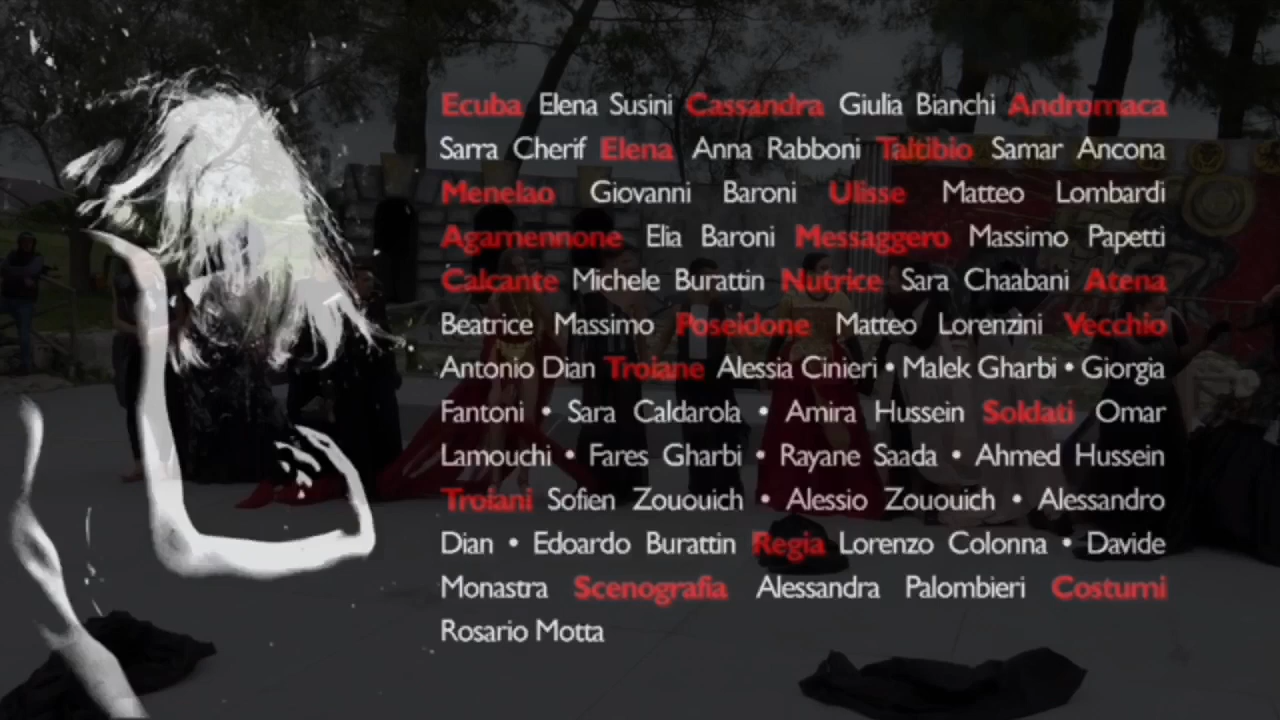 Ecuba Elena Susini Cassandra Giulia Bianchi Andromaca
Sarra Cherif Elena Anna Rabboni Taltibio Samar Ancona
Menelao Giovanni Baroni Ulisse Matteo Lombardi
Agamennone Elia Baroni Messaggero Massimo Papetti
Calcante Michele Burattin Nutrice Sara Chaabani Atena
Beatrice Massimo Poseidone Matteo Lorenzini Vecchio
Antonio Dian Troiane Alessia Cinieri • Malek Gharbi • Giorgia
Fantoni • Sara Caldarola • Amira Hussein Soldati Omar
Lamouchi • Fares Gharbi • Rayane Saada • Ahmed Hussein
Troiani Sofien Zououich • Alessio Zououich • Alessandro
Dian • Edoardo Burattin Regia Lorenzo Colonna • Davide
Monastra Scenografia Alessandra Palombieri Costumi
Rosario Motta